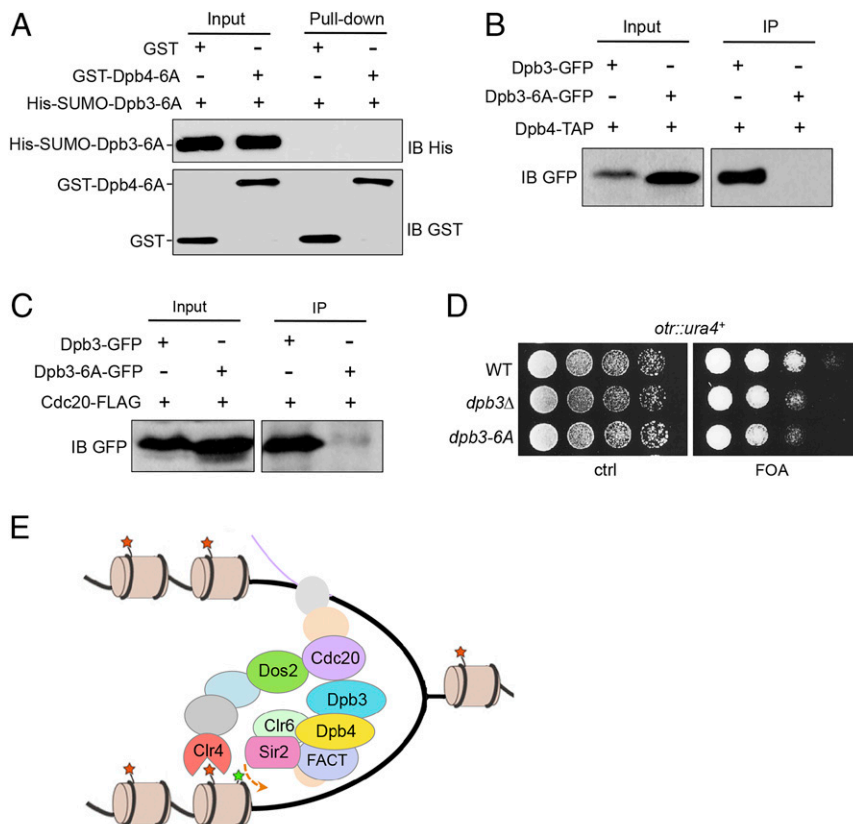 A
Input Pull-down
GST + - + -
GST-Dpb4-6A - + - +
His-SUMO-Dpb3-6A + + + +
His-SUMO-Dpb3-6A IB His
GST-Dpb4-6A
IB GST
GST
B
Input IP
Dpb3-GFP + - + -
Dpb3-6A-GFP - + - +
Dpb4-TAP + + + +
IB GFP
C
Input IP
Dpb3-GFP + - + -
Dpb3-6A-GFP - + - +
Cdc20-FLAG + + + +
IB GFP
D
otr::ura4+
WT
dpb3Δ
dpb3-6A
ctrl FOA
E
Cdc20
Dos2
Dpb3
Clr6
Dpb4
Clr4
Sir2
FACT